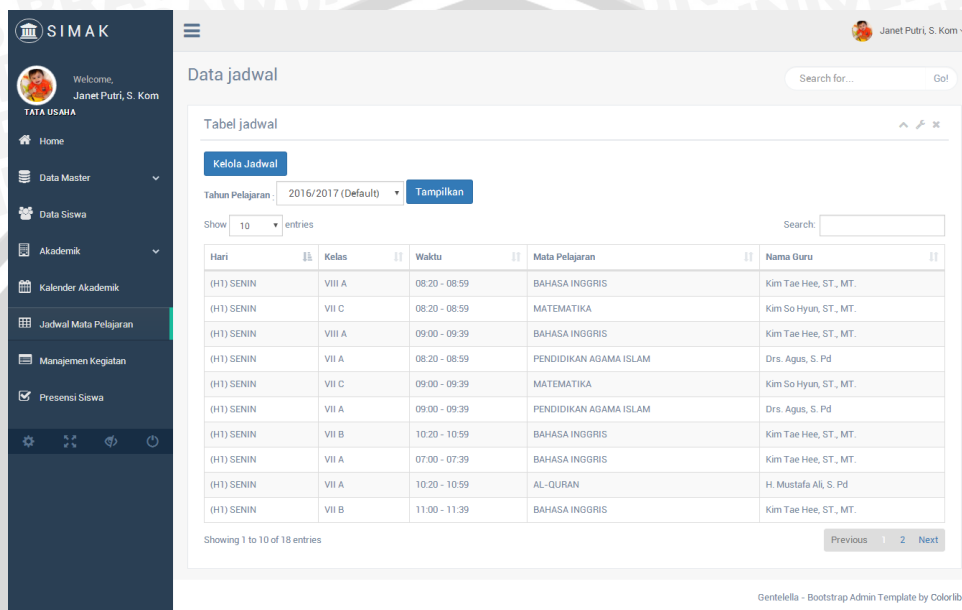 SIMAK
Janet Putri, S. Kom
Welcome,
Janet Putri, S. Kom
TATA USAHA
Home
Data Master
Data Siswa
Akademik
Kalender Akademik
Jadwal Mata Pelajaran
Manajemen Kegiatan
Presensi Siswa
Data jadwal
Search for... Go!
Tabel jadwal
Kelola Jadwal
Tahun Pelajaran : 2016/2017 (Default) Tampilkan
Show 10 entries Search:
Hari Kelas Waktu Mata Pelajaran Nama Guru
(H1) SENIN VIII A 08:20 - 08:59 BAHASA INGGRIS Kim Tae Hee, ST., MT.
(H1) SENIN VII C 08:20 - 08:59 MATEMATIKA Kim So Hyun, ST., MT.
(H1) SENIN VIII A 09:00 - 09:39 BAHASA INGGRIS Kim Tae Hee, ST., MT.
(H1) SENIN VII A 08:20 - 08:59 PENDIDIKAN AGAMA ISLAM Drs. Agus, S. Pd
(H1) SENIN VII C 09:00 - 09:39 MATEMATIKA Kim So Hyun, ST., MT.
(H1) SENIN VII A 09:00 - 09:39 PENDIDIKAN AGAMA ISLAM Drs. Agus, S. Pd
(H1) SENIN VII B 10:20 - 10:59 BAHASA INGGRIS Kim Tae Hee, ST., MT.
(H1) SENIN VII A 07:00 - 07:39 BAHASA INGGRIS Kim Tae Hee, ST., MT.
(H1) SENIN VII A 10:20 - 10:59 AL-QURAN H. Mustafa Ali, S. Pd
(H1) SENIN VII B 11:00 - 11:39 BAHASA INGGRIS Kim Tae Hee, ST., MT.
Showing 1 to 10 of 18 entries Previous 1 2 Next
Gentelella - Bootstrap Admin Template by Colorlib